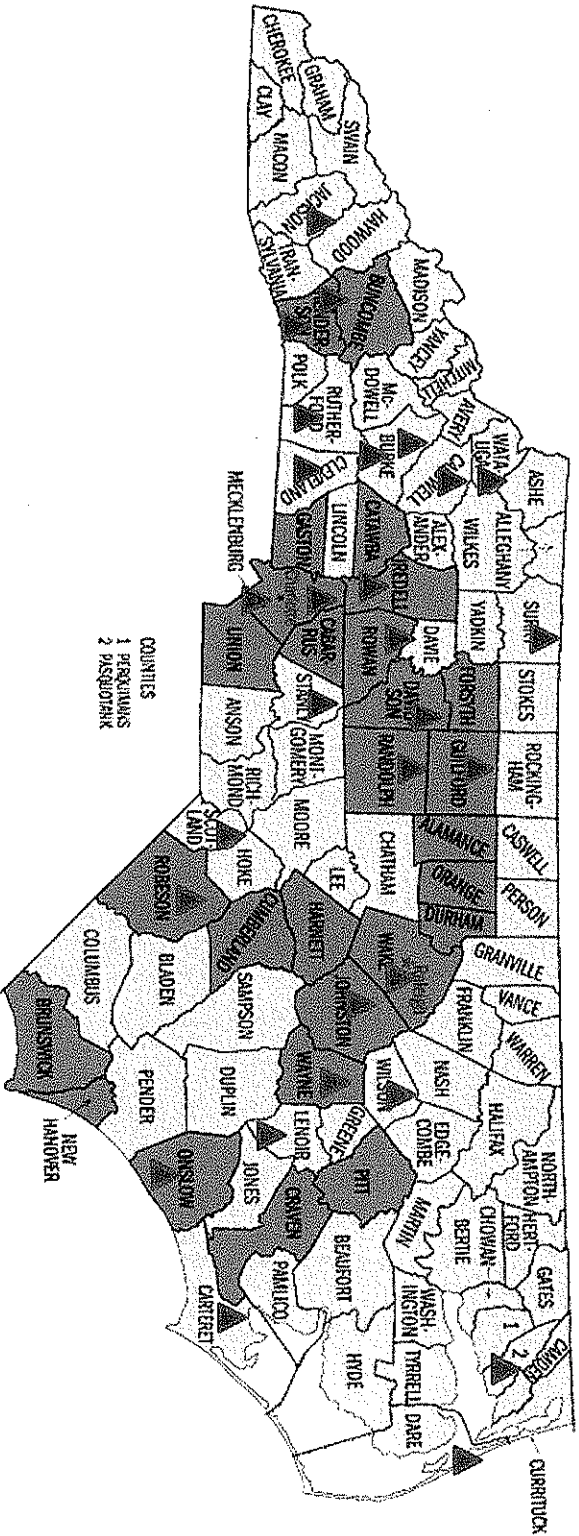 CHEROKEE
GRAHAM
CLAY
MACON
SWAIN
JACKSON
HAYWOOD
TRAN-
SYLVANIA
MADISON
BUNCOMBE
YANCEY
MITCHELL
AVERY
MC-
DOWELL
POLK
RUTHER-
FORD
BURKE
CLEVELAND
WATA
UGA
ASHE
ALLEGHANY
WILKES
ALEX
ANDER
CATAWBA
LINCOLN
GASTON
MECKLENBURG
IREDELL
SURRY
YADKIN
DAVIE
ROWAN
CABAR
RUS
UNION
STOKES
FORSYTH
SON
STANLY
ANSON
ROCKING-
HAM
GUILFORD
RANDOLPH
MONT-
GOMERY
RICH-
MOND
CASWELL
ALAMANCE
CHATHAN
MOORE
LAND
PERSON
ORANGE
DURHAM
LEE
HOKE
ROBESON
GRANVILLE
VANCE
WARREN
FRANKLIN
WAKE
HARNET
CUMBERLAND
BLADEN
COLUMBUS
BRUNSWICK
NEW
HANOVER
PENDER
SAMPSON
JOHNSTON
NASH
WILSON
WAYNE
DUPLIN
ONSLOW
HALIFAX
NORTH-
AMPTON
HERT-
FORD
EDGE-
COMBE
GREENE
LENOIR
JONES
PITT
CRAVEN
MARTIN
BERTIE
CHOWAN-
GATES
BEAUFORT
PAMLICO
CARTERET
WASH-
INGTON
TYRRELL
HYDE
DARE
CAMDEN
1
2
CURRITUCK
COUNTIES
1 PERQUIMANS
2 PASQUOTANK